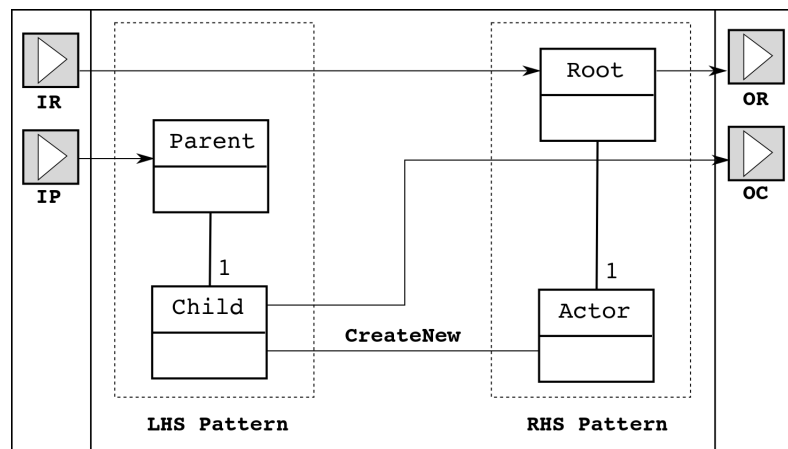 Root
IR
OR
Parent
IP
OC
1
1
Child
Actor
CreateNew
LHS Pattern
RHS Pattern